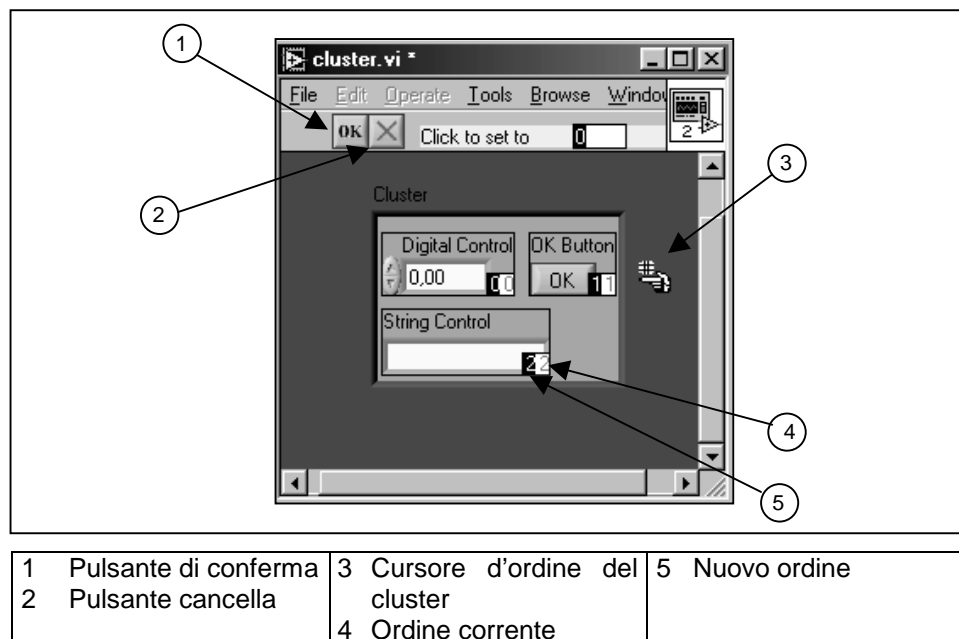 1
cluster.vi *
File Edit Operate Tools Browse Window
OK Click to set to 0
2
2
3
Cluster
Digital Control OK Button
0,00 0 0 OK 1 1
String Control
2 2
4
5
1 Pulsante di conferma 3 Cursore d'ordine del 5 Nuovo ordine
2 Pulsante cancella cluster
4 Ordine corrente